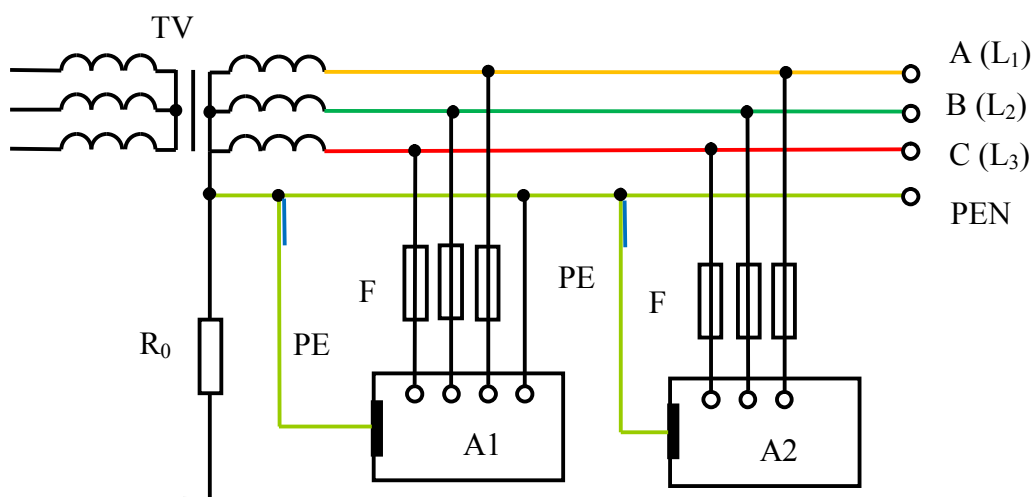 TV
A (L₁)
B (L₂)
C (L₃)
PEN
F
PE
F
R₀
PE
A1
A2